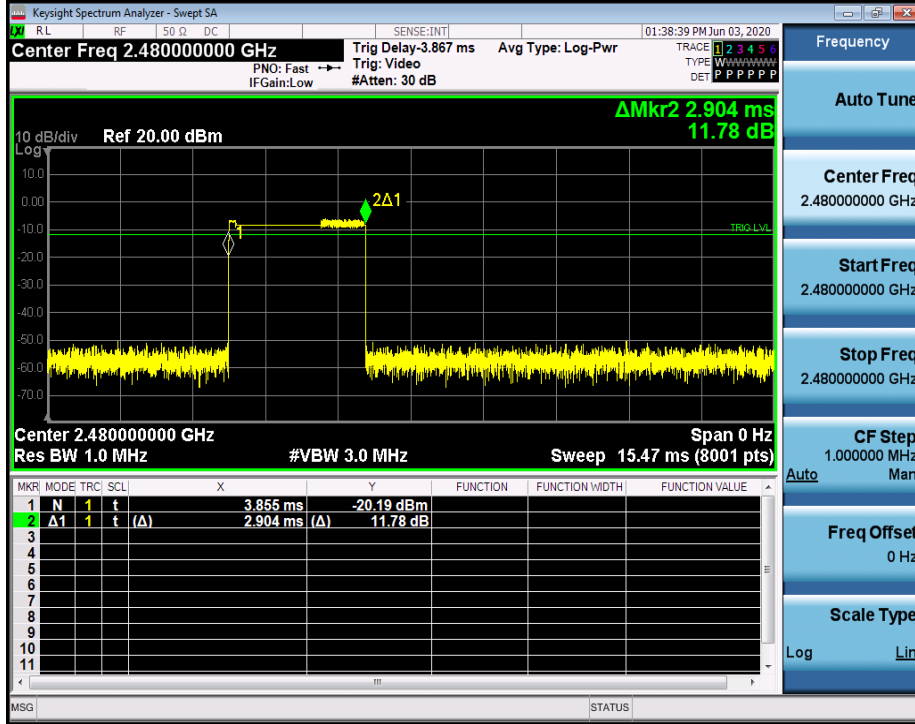 Keysight Spectrum Analyzer - Swept SA
LXI RL RF 50 Ω DC SENSE:INT 01:38:39 PM Jun 03, 2020
Center Freq 2.480000000 GHz
PNO: Fast
IFGain:Low
Trig Delay-3.867 ms
Trig: Video
#Atten: 30 dB
Avg Type: Log-Pwr
TRACE 1 2 3 4 5 6
TYPE WWWWWW
DET P P P P P P
ΔMkr2 2.904 ms
11.78 dB
10 dB/div Ref 20.00 dBm
Log
10.0
0.00
-10.0
-20.0
-30.0
-40.0
-50.0
-60.0
-70.0
2Δ1
1
TRIG LVL
Center 2.480000000 GHz Span 0 Hz
Res BW 1.0 MHz #VBW 3.0 MHz Sweep 15.47 ms (8001 pts)
MKR MODE TRC SCL X Y FUNCTION FUNCTION WIDTH FUNCTION VALUE
1 N 1 t 3.855 ms -20.19 dBm
2 Δ1 1 t (Δ) 2.904 ms (Δ) 11.78 dB
3
4
5
6
7
8
9
10
11
MSG STATUS
Frequency
Auto Tune
Center Freq
2.480000000 GHz
Start Freq
2.480000000 GHz
Stop Freq
2.480000000 GHz
CF Step
1.000000 MHz
Auto Man
Freq Offset
0 Hz
Scale Type
Log Lin